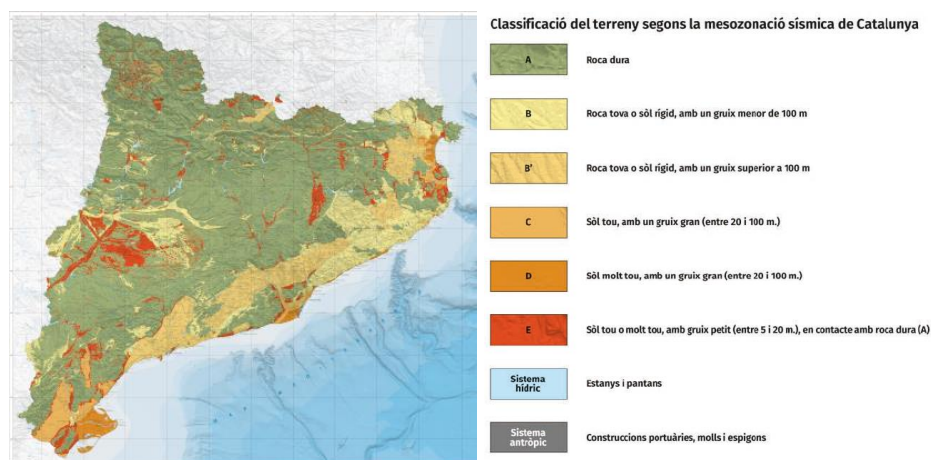 Classificació del terreny segons la mesozonació sísmica de Catalunya
A
Roca dura
B
Roca tova o sòl rígid, amb un gruix menor de 100 m
B'
Roca tova o sòl rígid, amb un gruix superior a 100 m
C
Sòl tou, amb un gruix gran (entre 20 i 100 m.)
D
Sòl molt tou, amb un gruix gran (entre 20 i 100 m.)
E
Sòl tou o molt tou, amb gruix petit (entre 5 i 20 m.), en contacte amb roca dura (A)
Sistema
hídric
Estanys i pantans
Sistema
antròpic
Construccions portuàries, molls i espigons